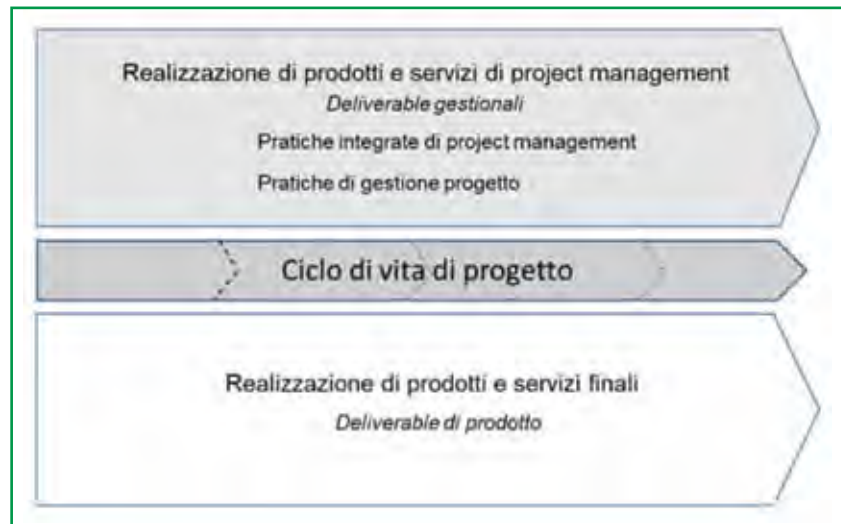 Realizzazione di prodotti e servizi di project management
Deliverable gestionali
Pratiche integrate di project management
Pratiche di gestione progetto
Ciclo di vita di progetto
Realizzazione di prodotti e servizi finali
Deliverable di prodotto